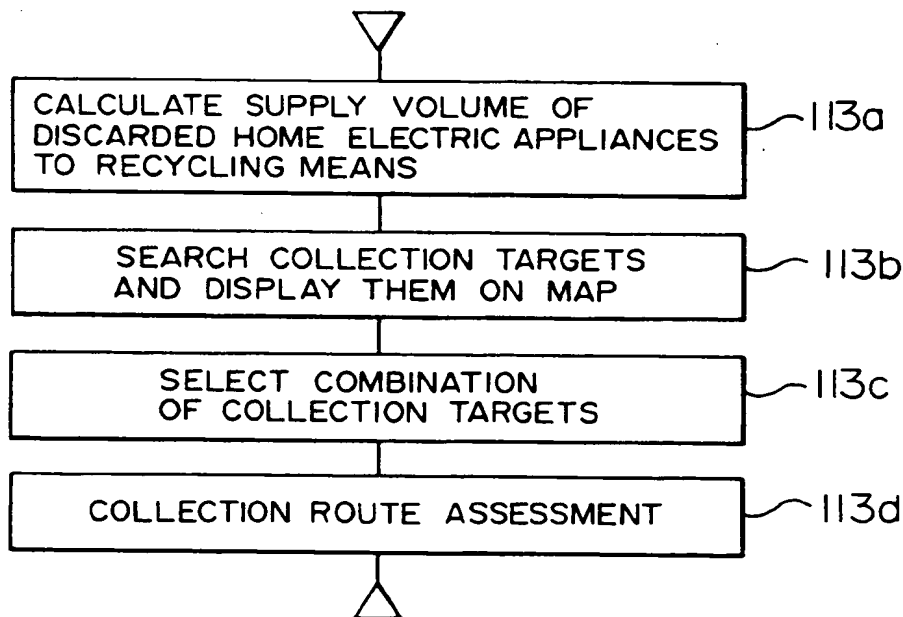 CALCULATE SUPPLY VOLUME OF
DISCARDED HOME ELECTRIC APPLIANCES
TO RECYCLING MEANS
113a
SEARCH COLLECTION TARGETS
AND DISPLAY THEM ON MAP
113b
SELECT COMBINATION
OF COLLECTION TARGETS
113c
COLLECTION ROUTE ASSESSMENT
113d